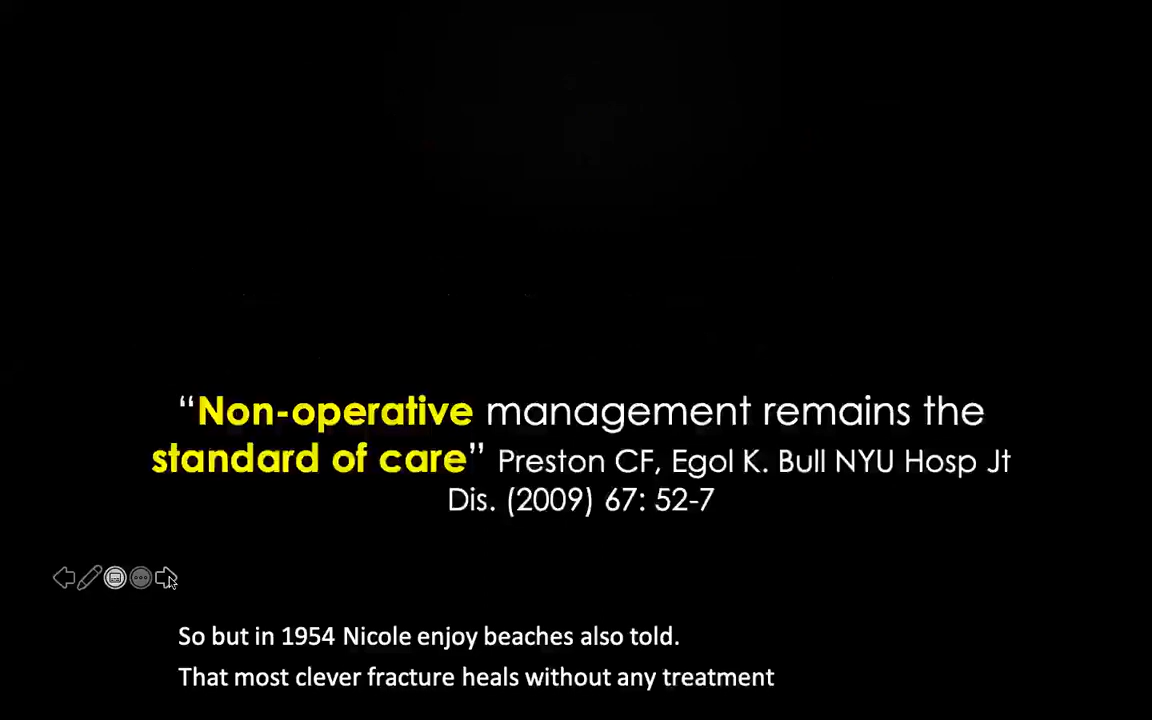 “Non-operative management remains the
standard of care” Preston CF, Egol K. Bull NYU Hosp Jt
Dis. (2009) 67: 52-7
So but in 1954 Nicole enjoy beaches also told.
That most clever fracture heals without any treatment